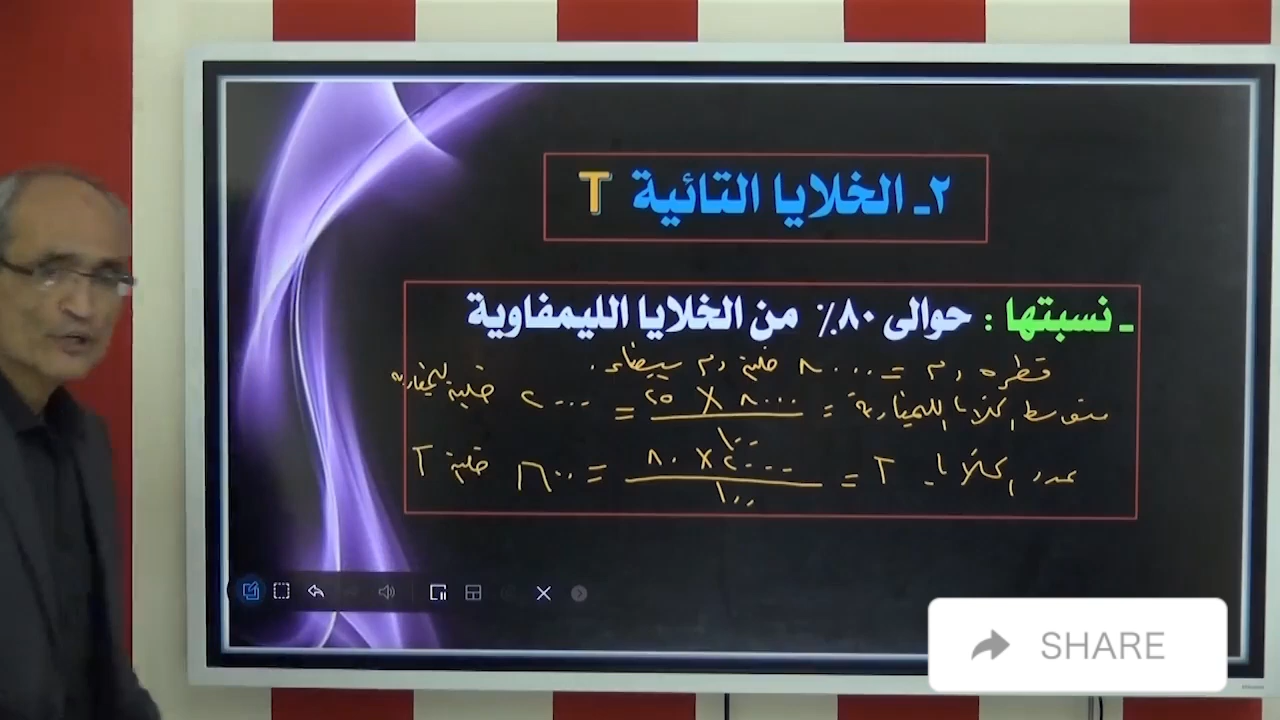 ٢ـ الخلايا التائية T
ـ نسبتها : حوالى ٨٠٪ من الخلايا الليمفاوية
قطره دم = ٨٠٠٠ خلية دم بيضاء.
متوسط الخلايا الليمفاوية = ٨٠٠٠ X ٢٥ / ١٠٠ = ٢٠٠٠ خلية ليمفاوية
عدد الخلايا T = ٢٠٠٠ X ٨٠ / ١٠٠ = ١٦٠٠ خلية T
SHARE